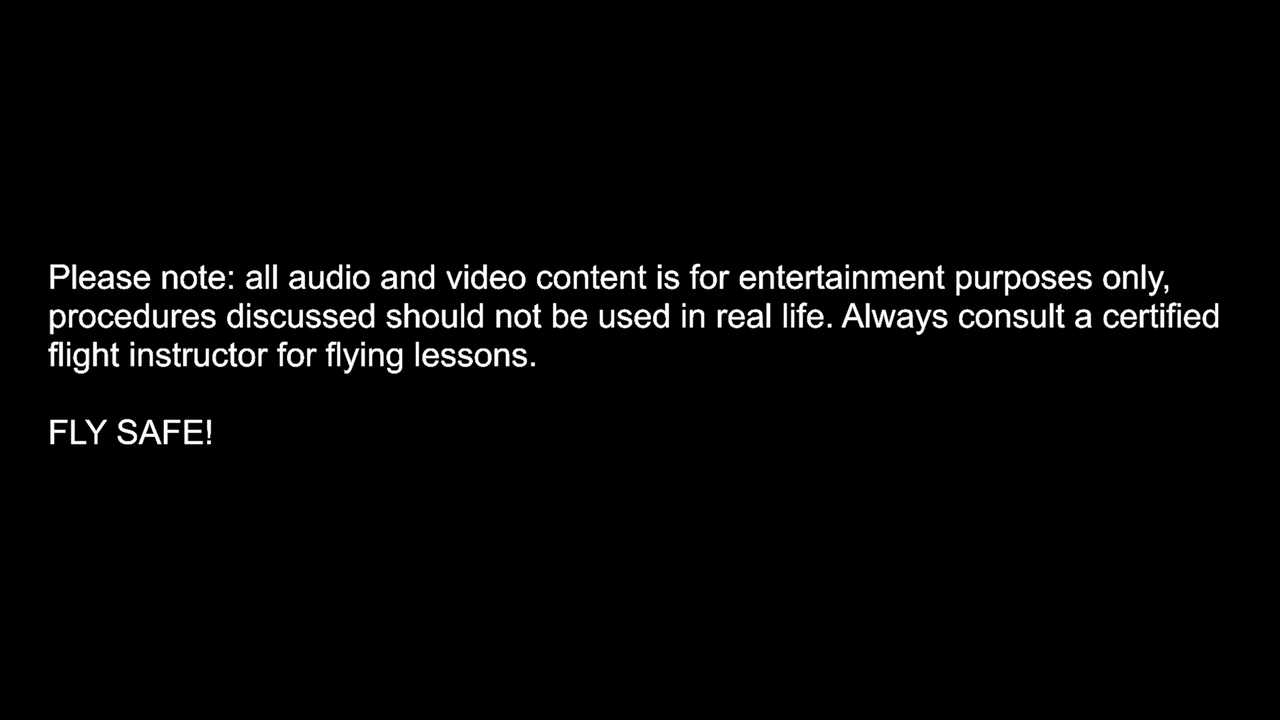 Please note: all audio and video content is for entertainment purposes only,
procedures discussed should not be used in real life. Always consult a certified
flight instructor for flying lessons.
FLY SAFE!